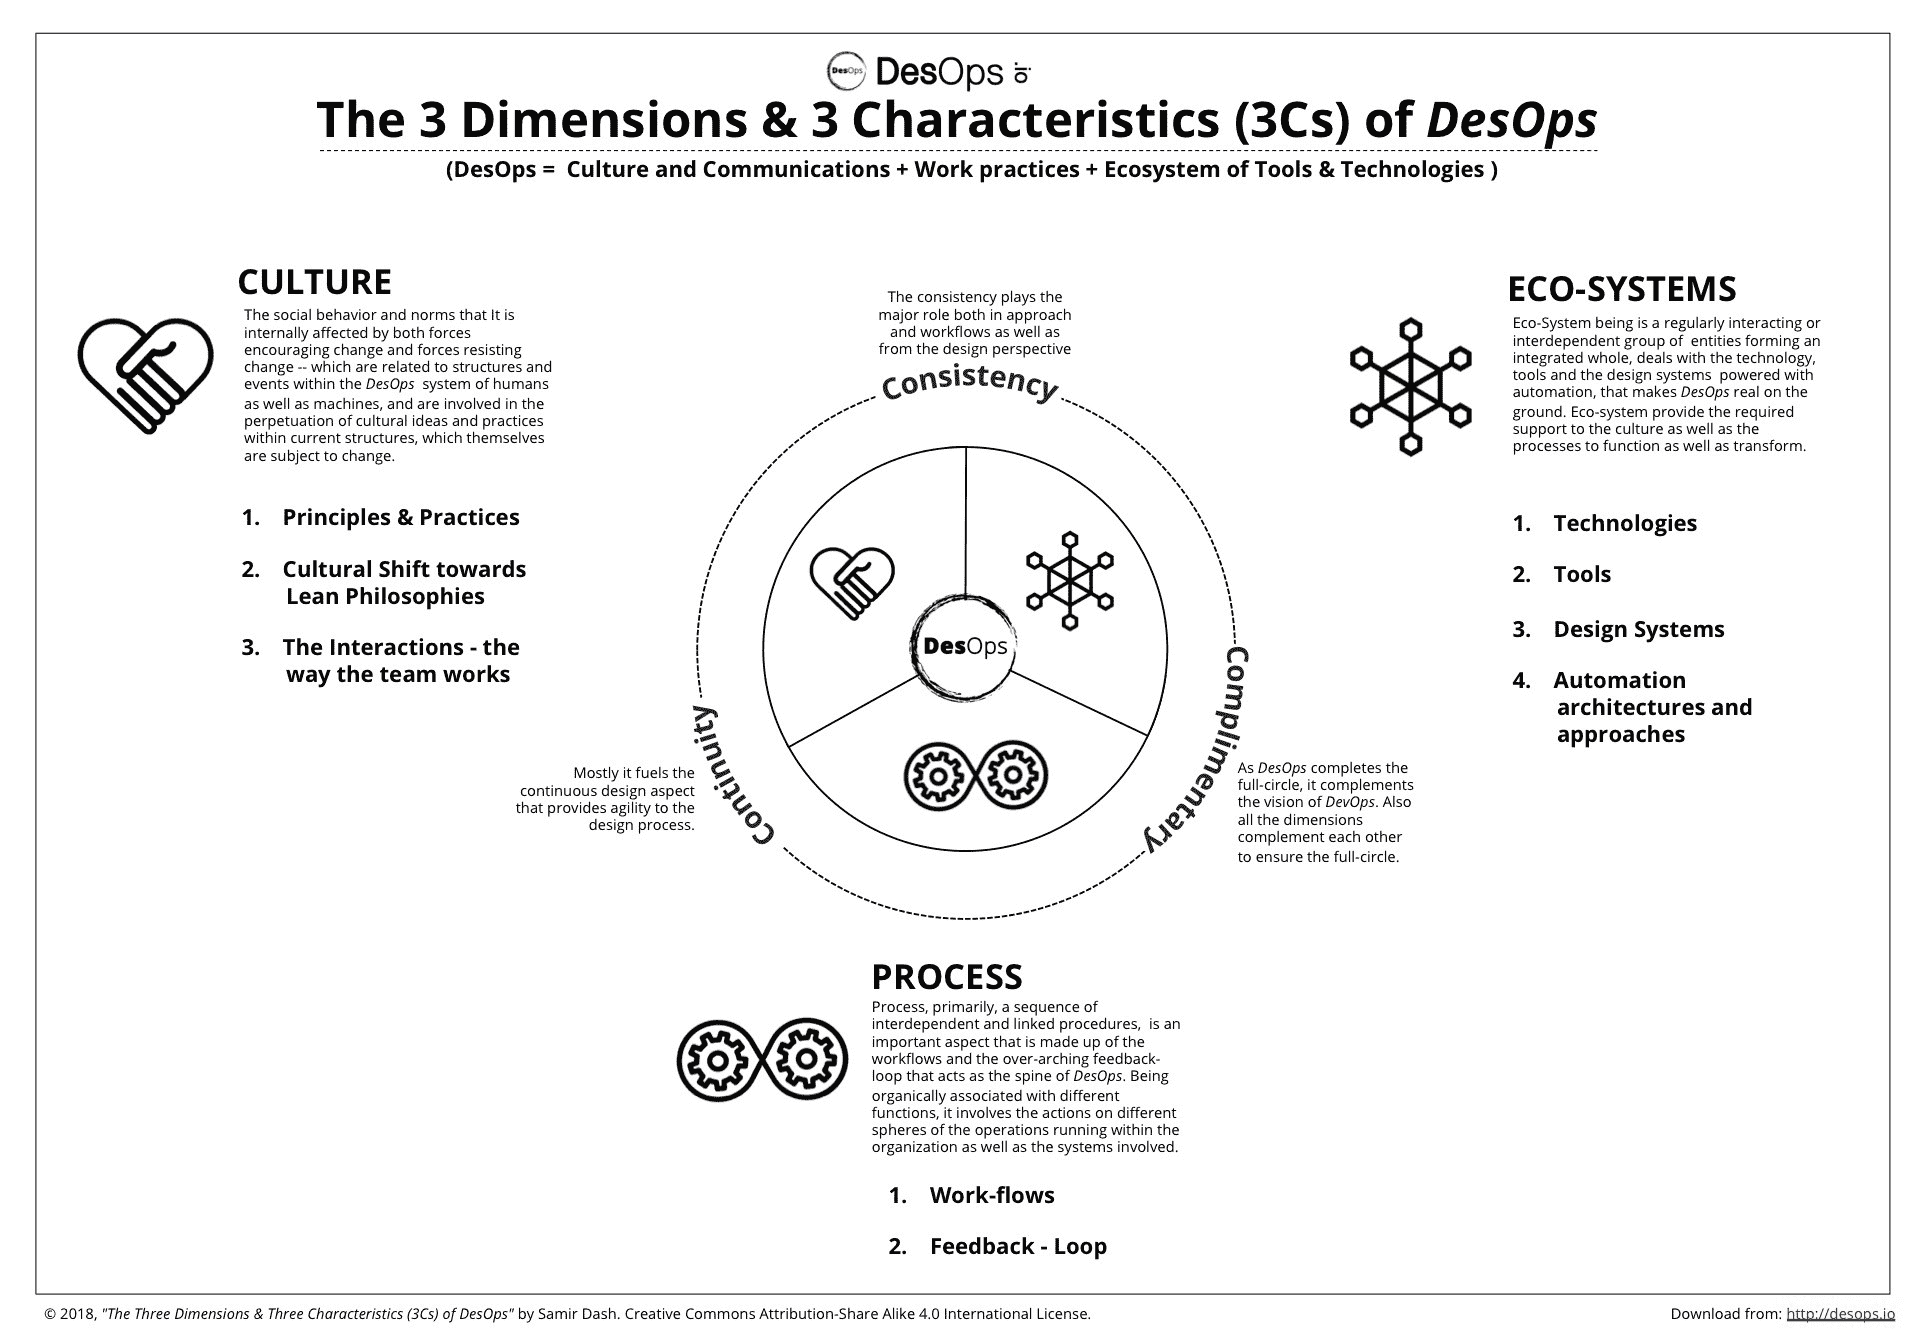 DesOps
DesOps .io
The 3 Dimensions & 3 Characteristics (3Cs) of DesOps
(DesOps = Culture and Communications + Work practices + Ecosystem of Tools & Technologies )
CULTURE
The social behavior and norms that It is
internally affected by both forces
encouraging change and forces resisting
change -- which are related to structures and
events within the DesOps system of humans
as well as machines, and are involved in the
perpetuation of cultural ideas and practices
within current structures, which themselves
are subject to change.
1. Principles & Practices
2. Cultural Shift towards
Lean Philosophies
3. The Interactions - the
way the team works
The consistency plays the
major role both in approach
and workflows as well as
from the design perspective
Consistency
DesOps
Continuity
Mostly it fuels the
continuous design aspect
that provides agility to the
design process.
Complimentary
As DesOps completes the
full-circle, it complements
the vision of DevOps. Also
all the dimensions
complement each other
to ensure the full-circle.
ECO-SYSTEMS
Eco-System being is a regularly interacting or
interdependent group of entities forming an
integrated whole, deals with the technology,
tools and the design systems powered with
automation, that makes DesOps real on the
ground. Eco-system provide the required
support to the culture as well as the
processes to function as well as transform.
1. Technologies
2. Tools
3. Design Systems
4. Automation
architectures and
approaches
PROCESS
Process, primarily, a sequence of
interdependent and linked procedures, is an
important aspect that is made up of the
workflows and the over-arching feedback-
loop that acts as the spine of DesOps. Being
organically associated with different
functions, it involves the actions on different
spheres of the operations running within the
organization as well as the systems involved.
1. Work-flows
2. Feedback - Loop
© 2018, "The Three Dimensions & Three Characteristics (3Cs) of DesOps" by Samir Dash. Creative Commons Attribution-Share Alike 4.0 International License.
Download from: http://desops.io